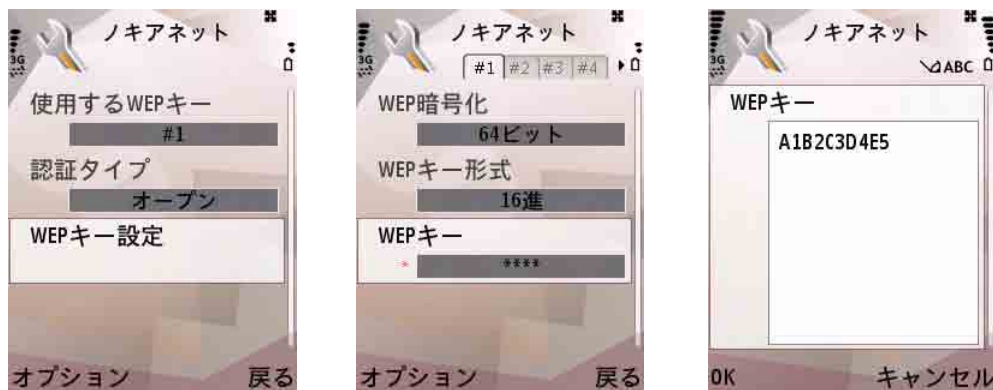 ノキアネット
3G
使用するWEPキー
#1
認証タイプ
オープン
WEPキー設定
オプション 戻る
ノキアネット
3G
#1 #2 #3 #4
WEP暗号化
64ビット
WEPキー形式
16進
WEPキー
* ****
オプション 戻る
ノキアネット
3G
ABC
WEPキー
A1B2C3D4E5
OK キャンセル